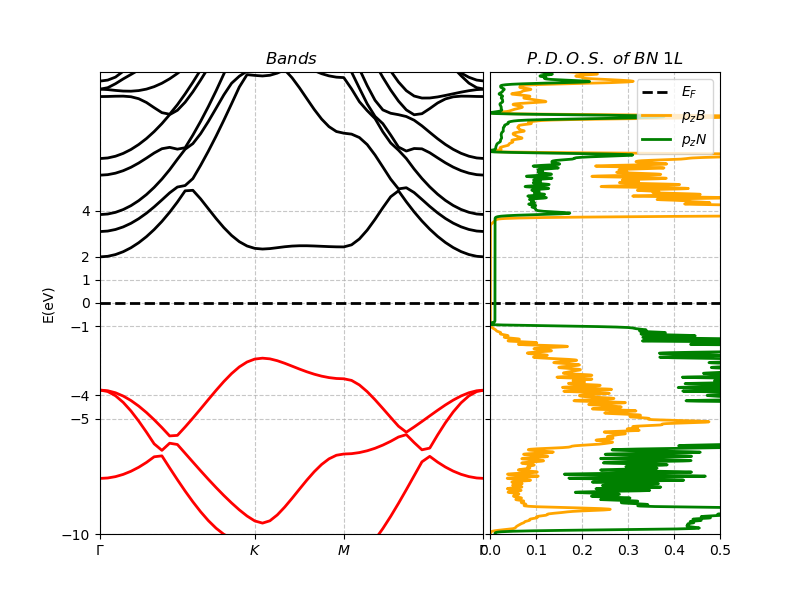 Bands
P.D.O.S. of BN 1L
E(eV)
4
2
1
0
−1
−4
−5
−10
Γ
K
M
Γ
E_F
p_zB
p_zN
0.0
0.1
0.2
0.3
0.4
0.5